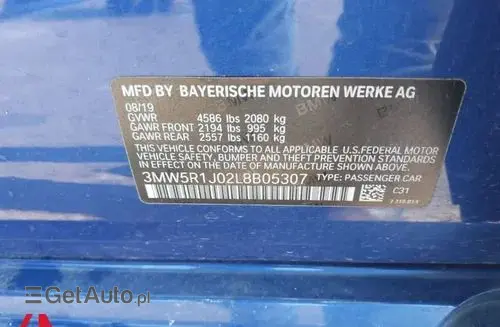 MFD BY BAYERISCHE MOTOREN WERKE AG
08/19
GVWR 4586 lbs 2080 kg
GAWR FRONT 2194 lbs 995 kg
GAWR REAR 2557 lbs 1160 kg
THIS VEHICLE CONFORMS TO ALL APPLICABLE U.S.FEDERAL MOTOR
VEHICLE SAFETY, BUMPER, AND THEFT PREVENTION STANDARDS
IN EFFECT ON THE DATE OF MANUFACTURE SHOWN ABOVE.
3MW5R1J02L8B05307 TYPE: PASSENGER CAR
C31
GetAuto.pl